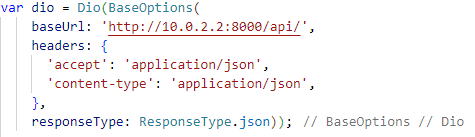 var dio = Dio(BaseOptions(
baseUrl: 'http://10.0.2.2:8000/api/',
headers: {
'accept': 'application/json',
'content-type': 'application/json',
},
responseType: ResponseType.json)); // BaseOptions // Dio